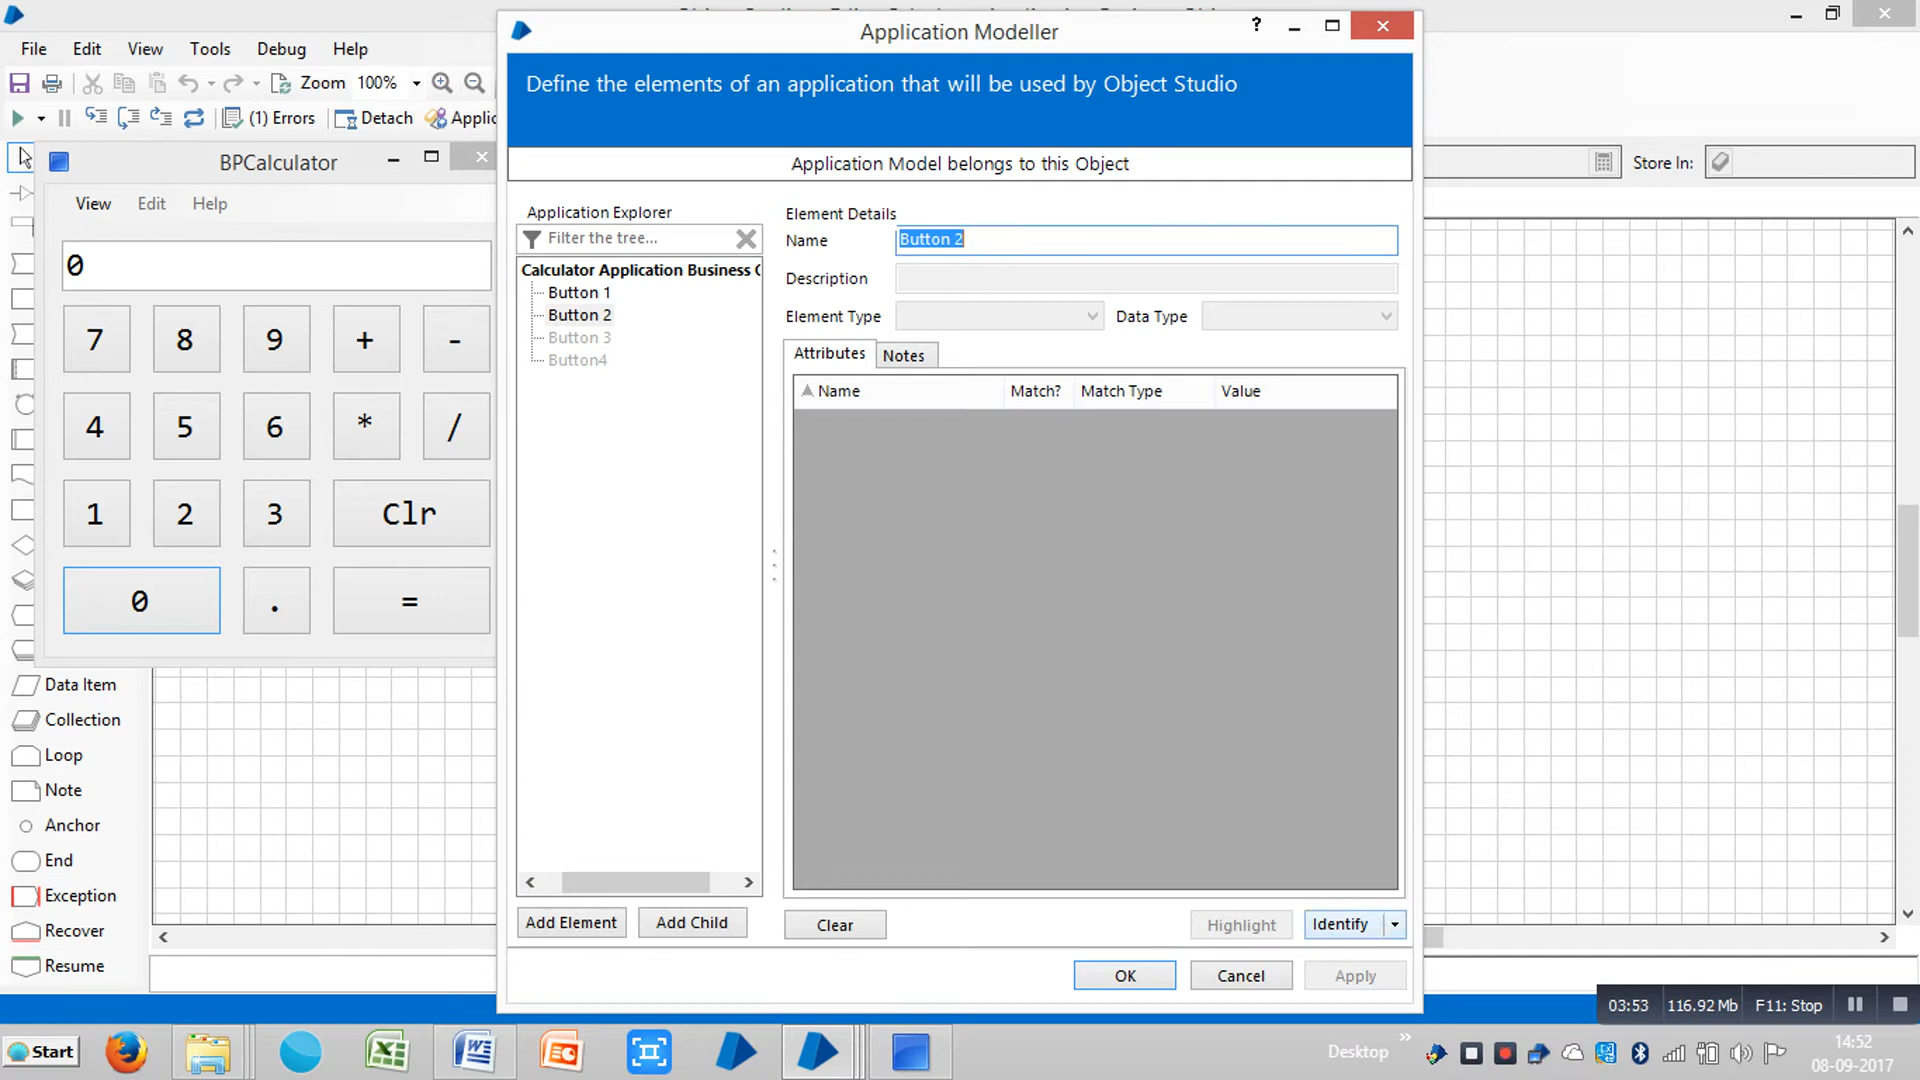 Application Modeller
?
File Edit View Tools Debug Help
Define the elements of an application that will be used by Object Studio
Zoom 100%
(1) Errors Detach Applic
Application Model belongs to this Object
BPCalculator
Store In:
View Edit Help
Application Explorer
Element Details
Filter the tree...
Name Button 2
0
Calculator Application Business
Description
Button 1
Button 2
Button 3
Button4
Element Type Data Type
Attributes Notes
Name Match? Match Type Value
7 8 9 + -
4 5 6 * /
1 2 3 Clr
0 . =
Data Item
Collection
Loop
Note
Anchor
End
Exception
Recover
Resume
Add Element Add Child Clear Highlight Identify
OK Cancel Apply
03:53 116.92 Mb F11: Stop
Start
Desktop
14:52
08-09-2017